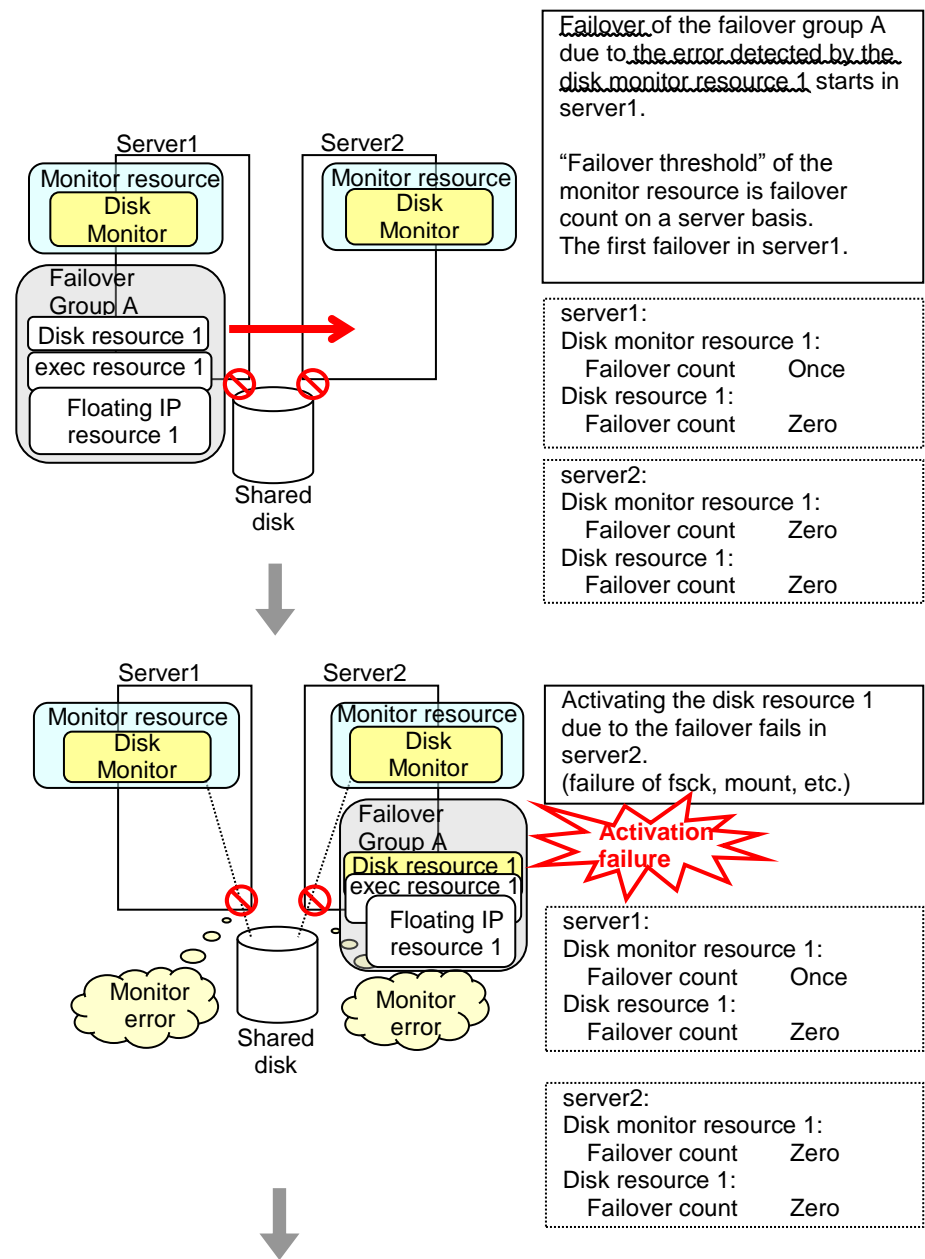 Failover of the failover group A
due to the error detected by the
disk monitor resource 1 starts in
server1.
“Failover threshold” of the
monitor resource is failover
count on a server basis.
The first failover in server1.
Server1
Server2
Monitor resource
Disk
Monitor
Monitor resource
Disk
Monitor
Failover
Group A
Disk resource 1
exec resource 1
Floating IP
resource 1
Shared
disk
server1:
Disk monitor resource 1:
Failover count Once
Disk resource 1:
Failover count Zero
server2:
Disk monitor resource 1:
Failover count Zero
Disk resource 1:
Failover count Zero
Server1
Server2
Monitor resource
Disk
Monitor
Monitor resource
Disk
Monitor
Failover
Group A
Disk resource 1
exec resource 1
Floating IP
resource 1
Monitor
error
Monitor
error
Shared
disk
Activating the disk resource 1
due to the failover fails in
server2.
(failure of fsck, mount, etc.)
Activation
failure
server1:
Disk monitor resource 1:
Failover count Once
Disk resource 1:
Failover count Zero
server2:
Disk monitor resource 1:
Failover count Zero
Disk resource 1:
Failover count Zero